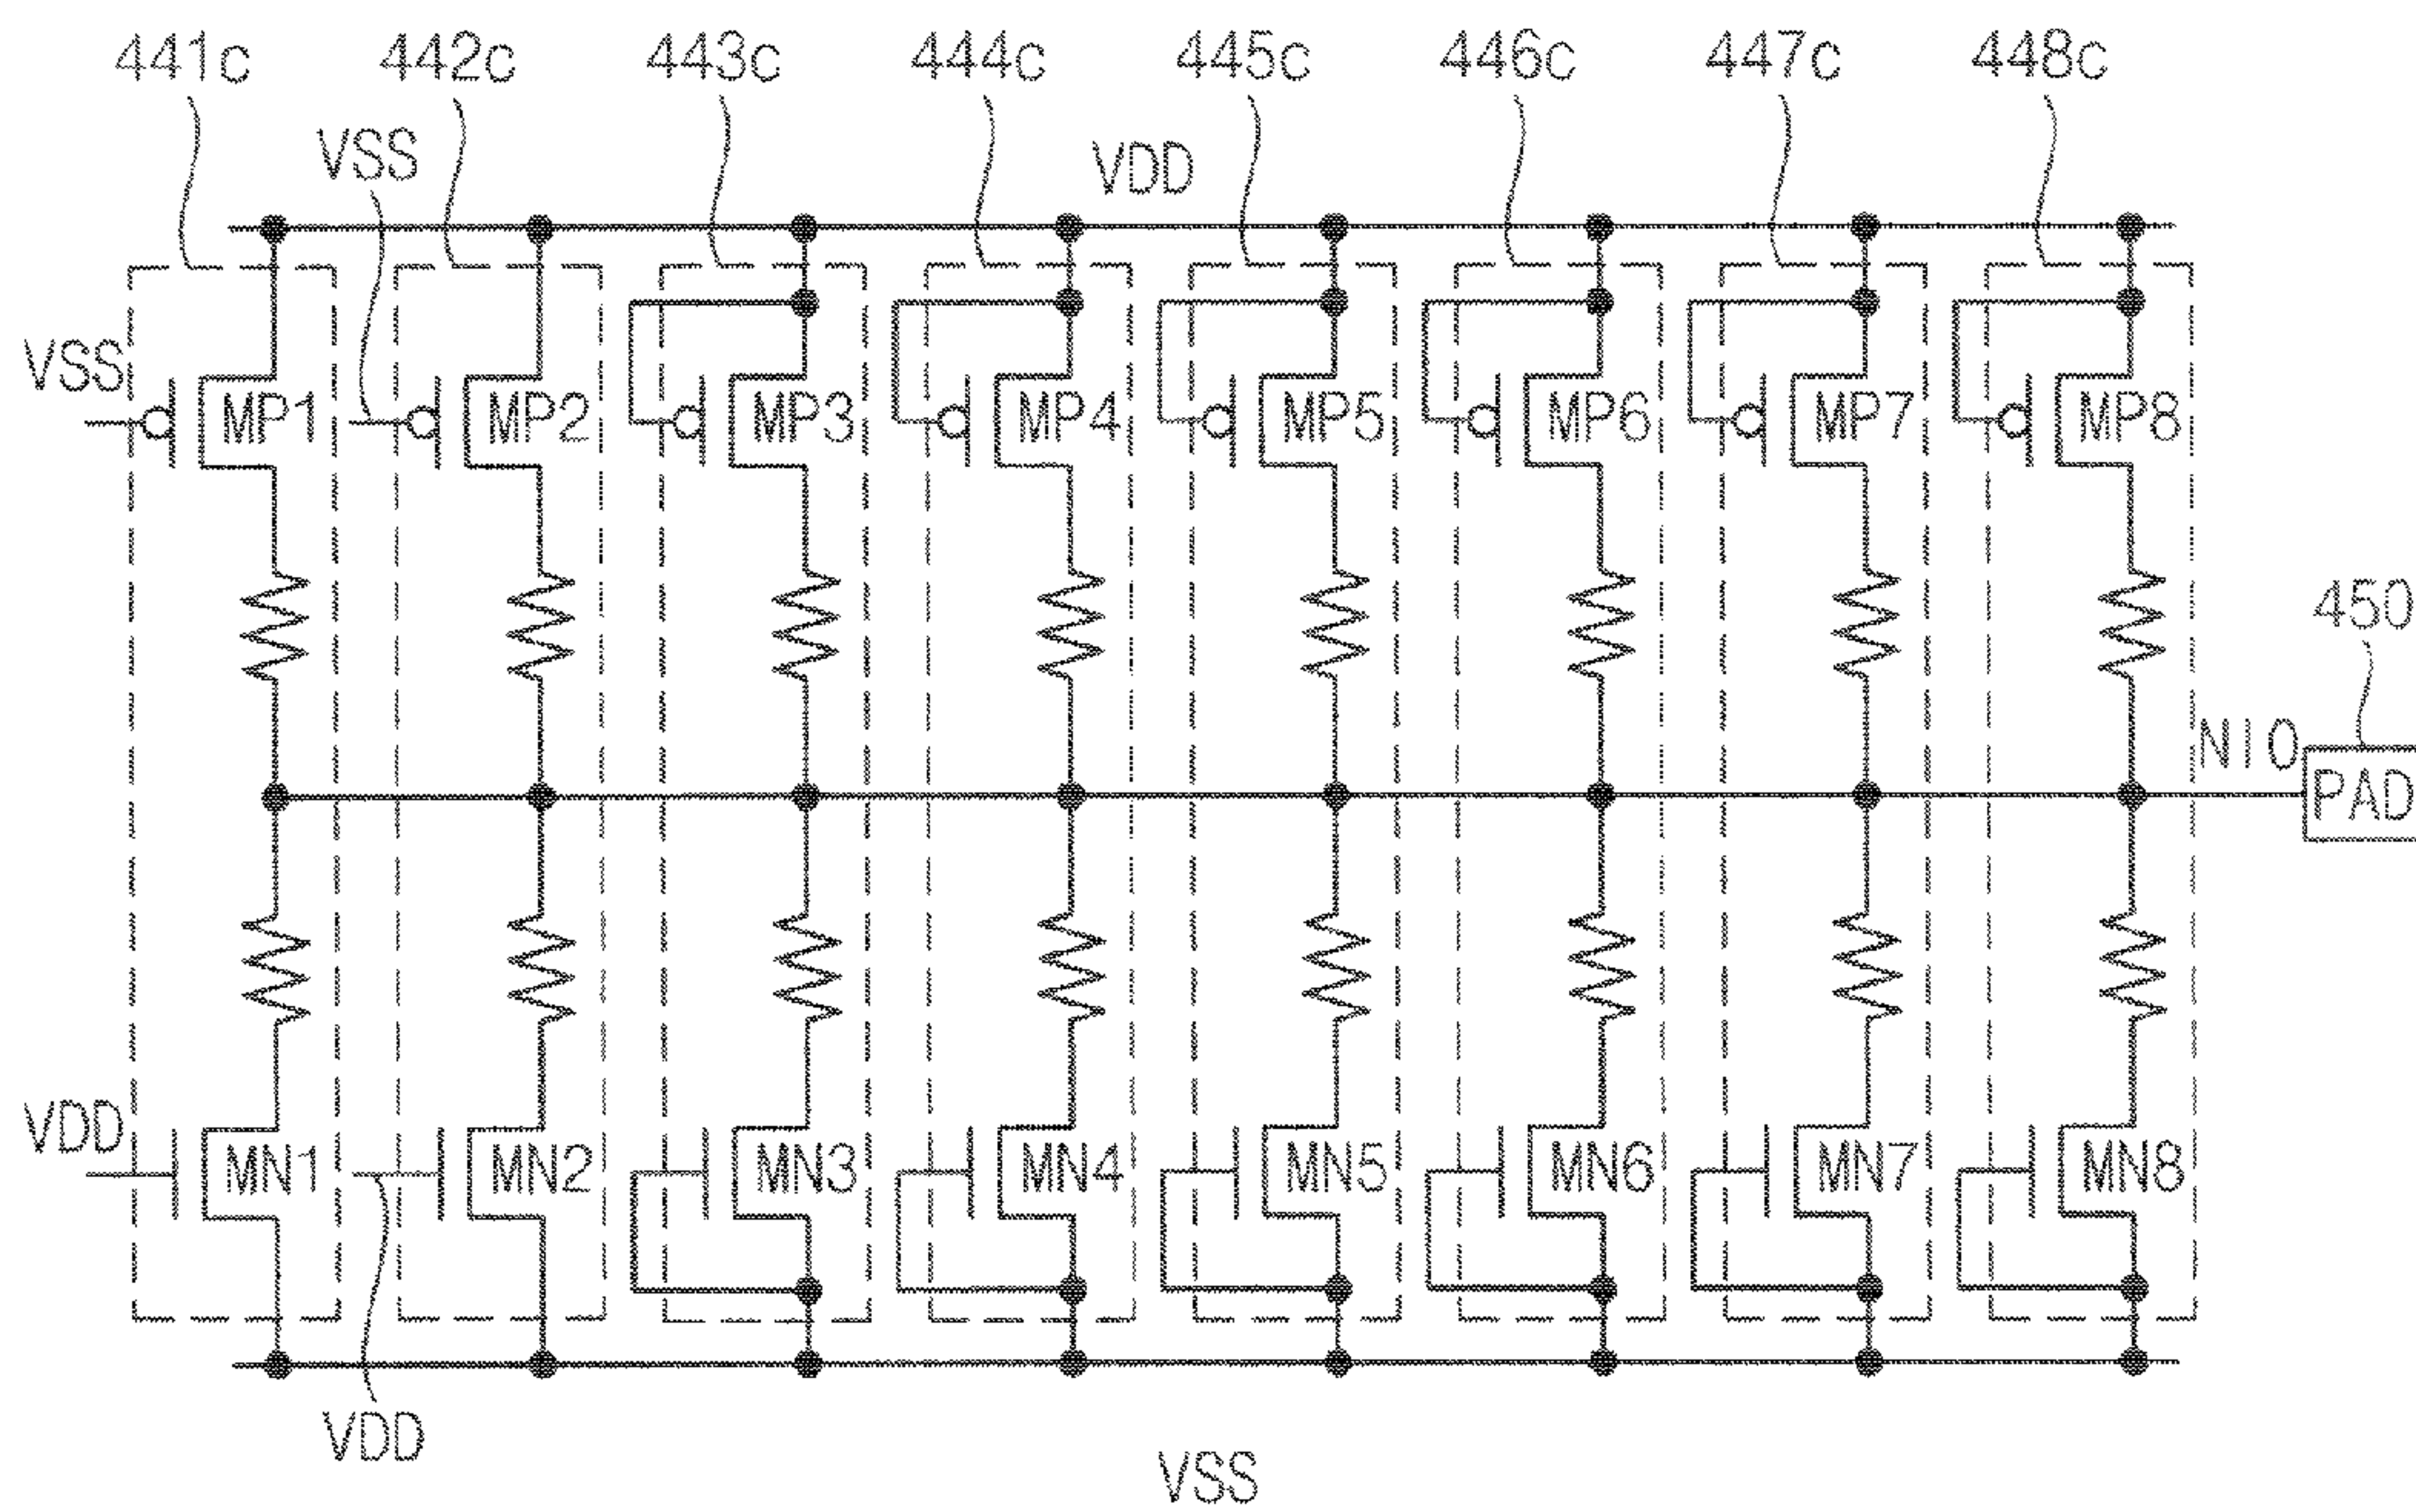 441c 442c 443c 444c 445c 446c 447c 448c
VSS VDD
VSS
MP1 MP2 MP3 MP4 MP5 MP6 MP7 MP8
450
NIO
PAD
VDD
MN1 MN2 MN3 MN4 MN5 MN6 MN7 MN8
VDD
VSS